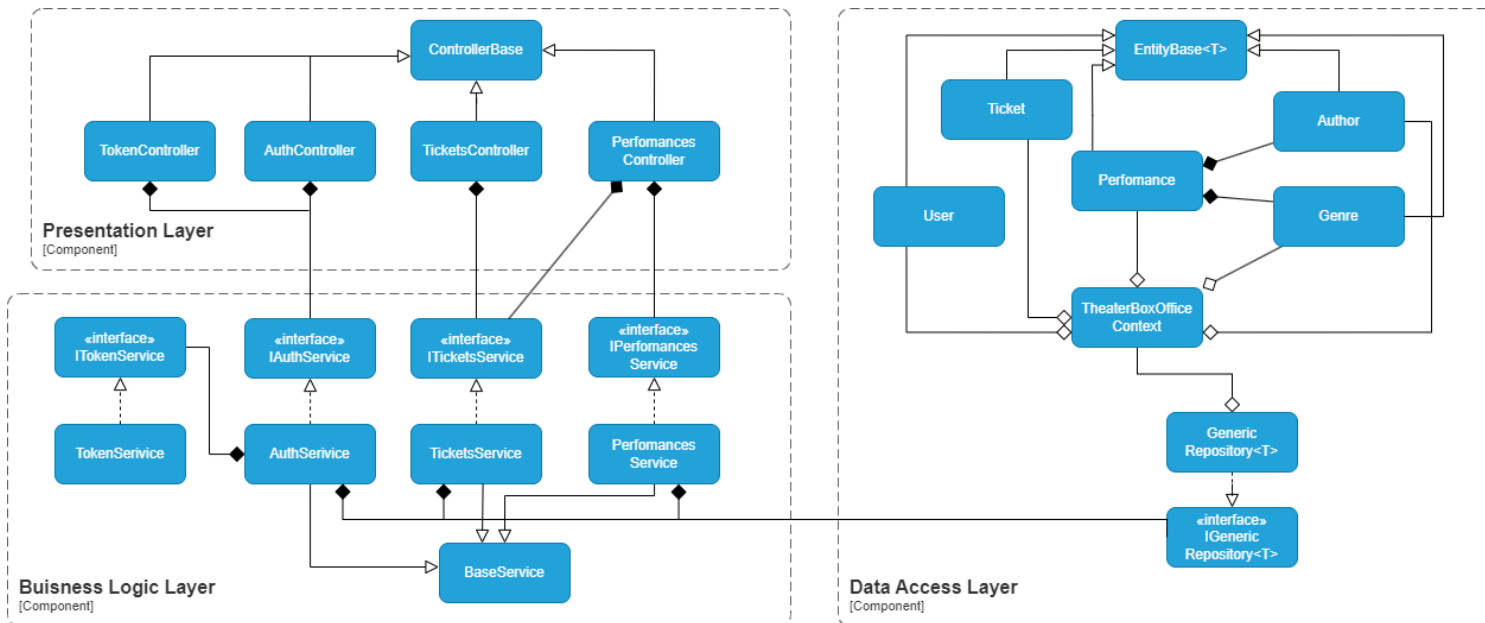 ControllerBase
TokenController
AuthController
TicketsController
Perfomances
Controller
Presentation Layer
[Component]
«interface»
ITokenService
«interface»
IAuthService
«interface»
ITicketsService
«interface»
IPerfomances
Service
TokenSerivice
AuthSerivice
TicketsService
Perfomances
Service
BaseService
Buisness Logic Layer
[Component]
EntityBase<T>
Ticket
Author
Perfomance
User
Genre
TheaterBoxOffice
Context
Generic
Repository<T>
«interface»
IGeneric
Repository<T>
Data Access Layer
[Component]